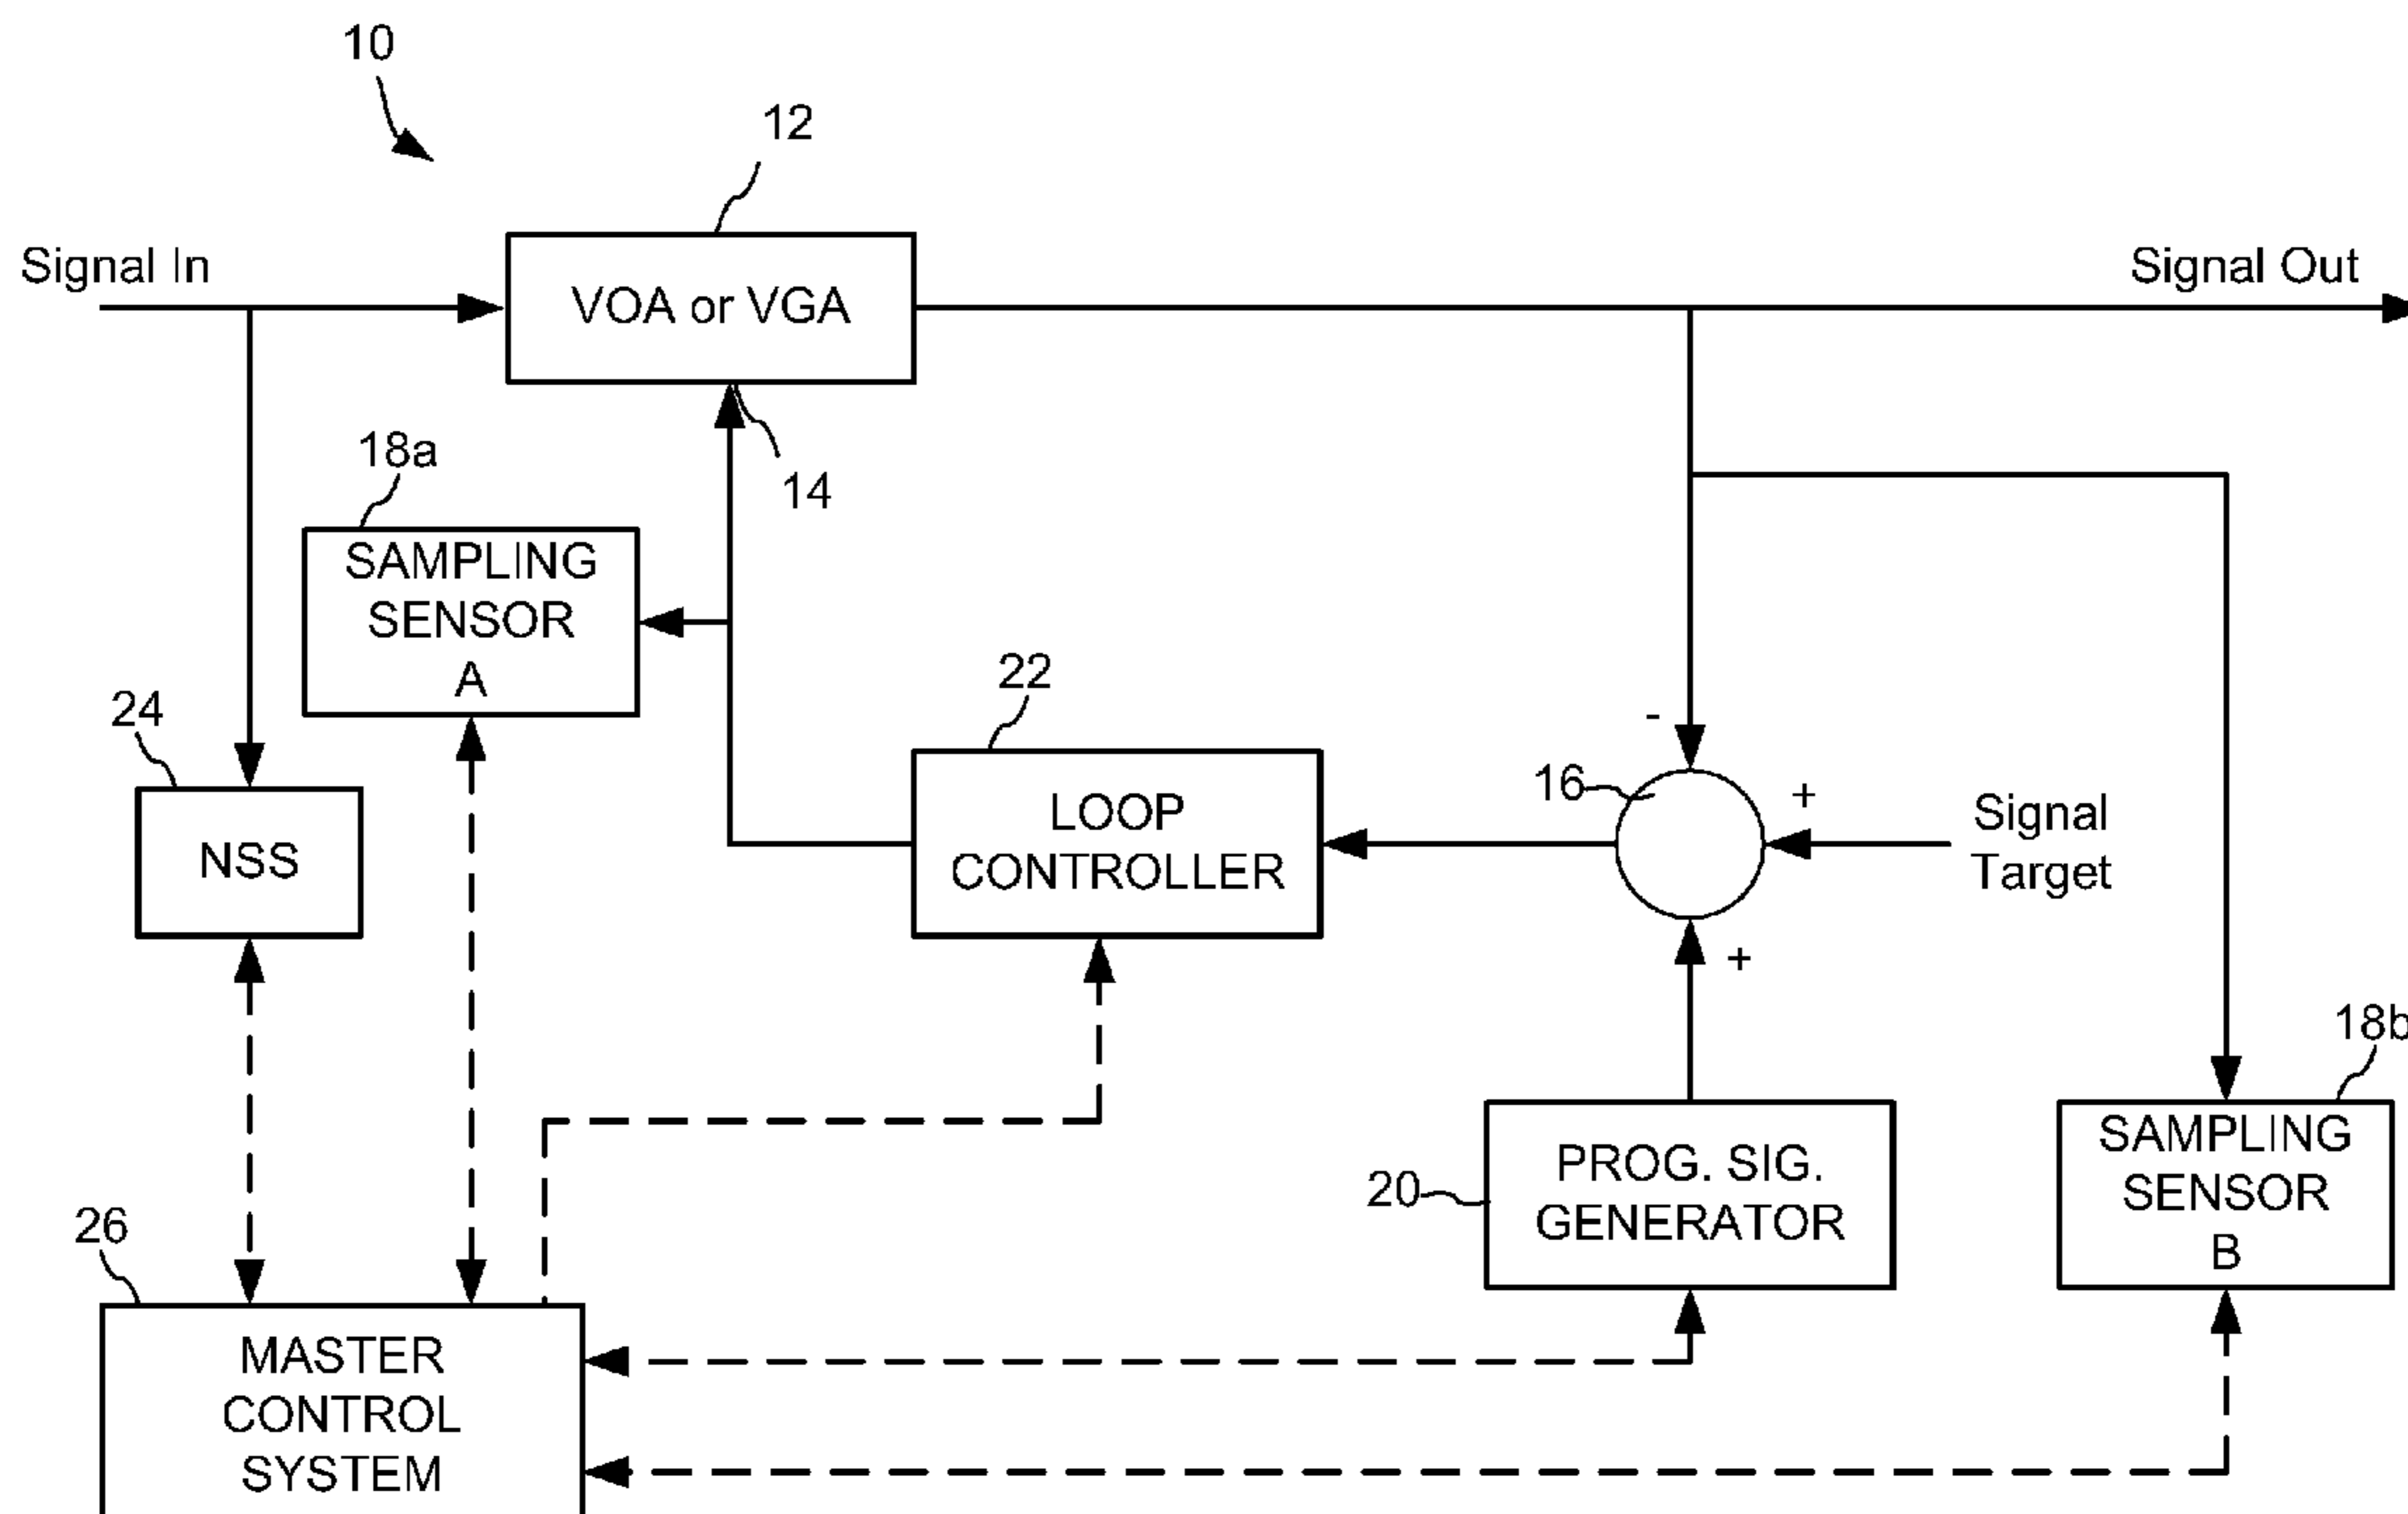 10
12
Signal In
VOA or VGA
Signal Out
14
18a
SAMPLING
SENSOR
A
24
NSS
22
LOOP
CONTROLLER
-
16
+
Signal
Target
+
18b
20
PROG. SIG.
GENERATOR
SAMPLING
SENSOR
B
26
MASTER
CONTROL
SYSTEM